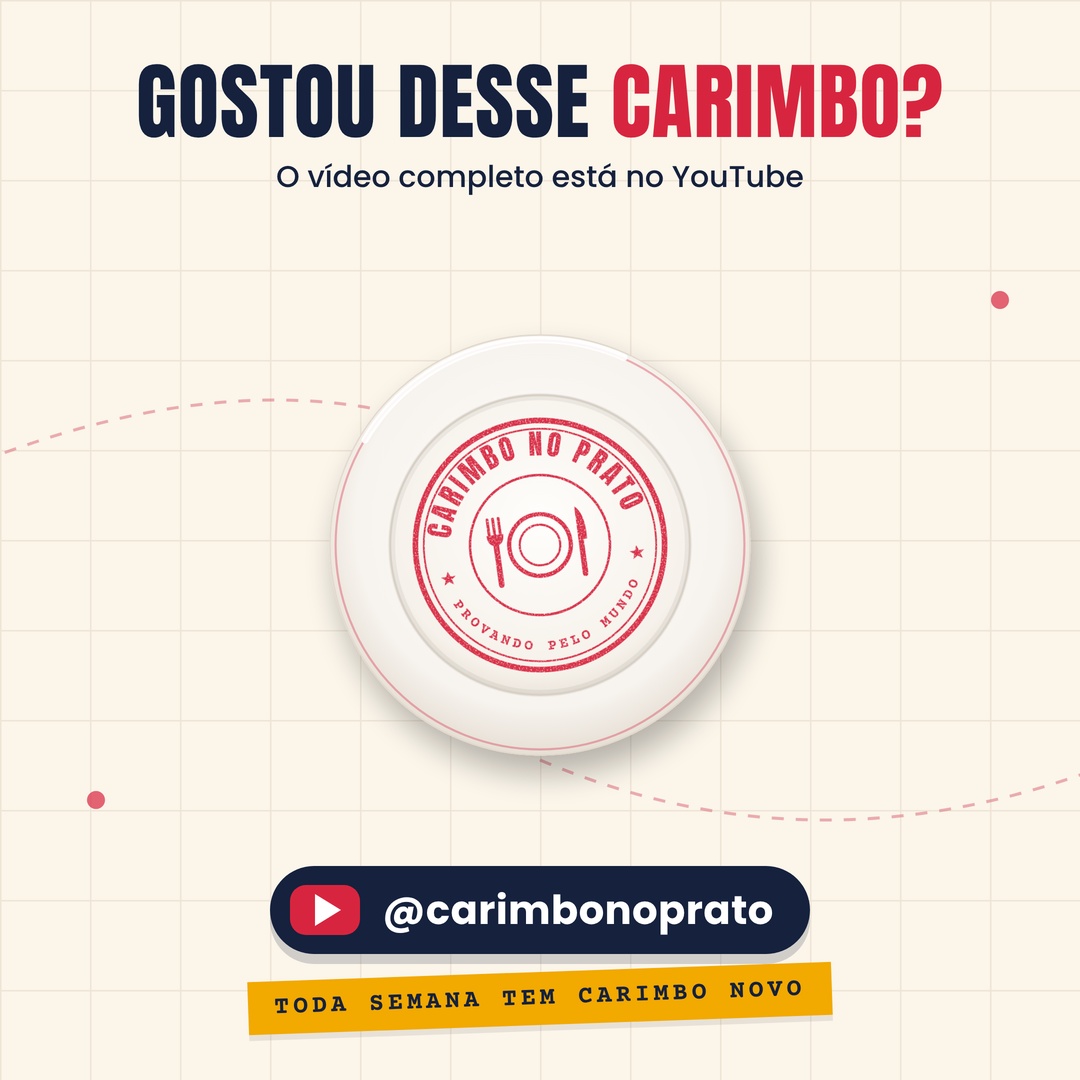 GOSTOU DESSE CARIMBO?
O vídeo completo está no YouTube
CARIMBO NO PRATO
★ PROVANDO PELO MUNDO ★
@carimbonoprato
TODA SEMANA TEM CARIMBO NOVO